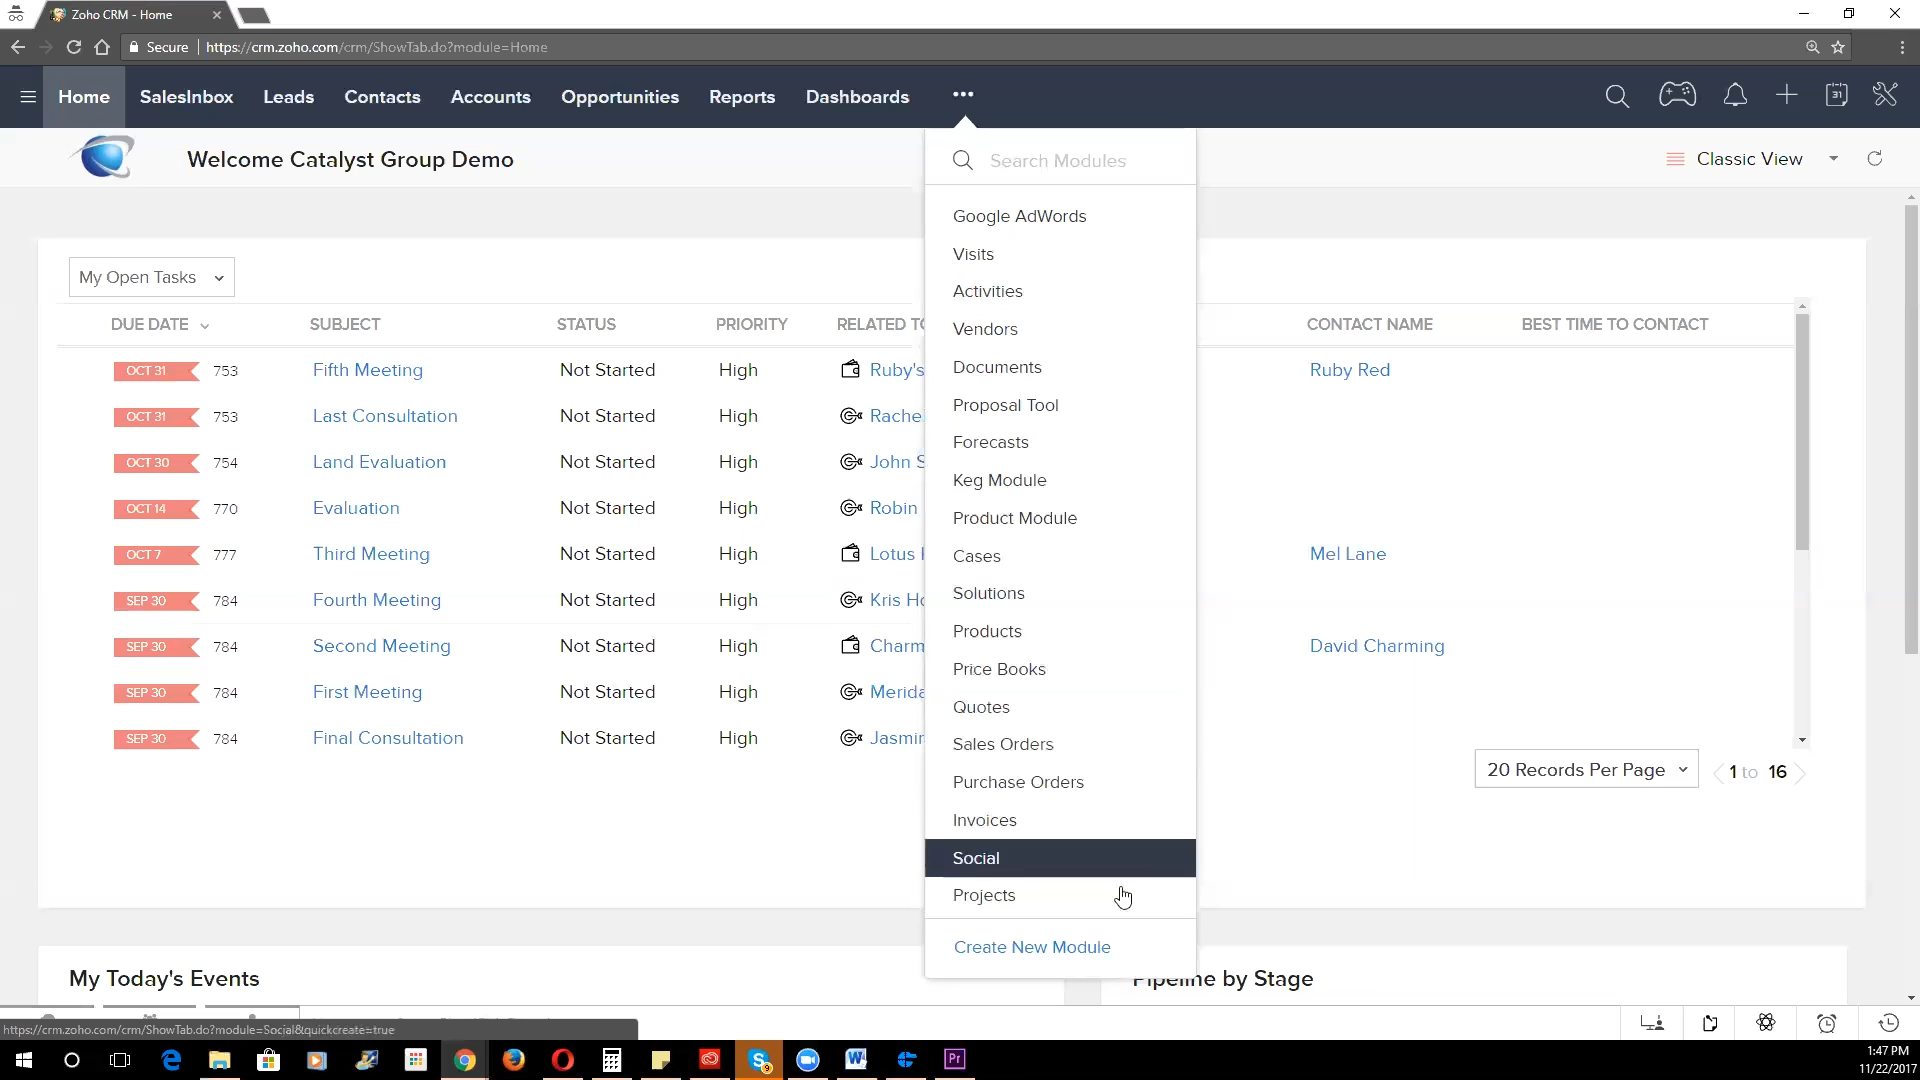 Zoho CRM - Home
Secure https://crm.zoho.com/crm/ShowTab.do?module=Home
Home SalesInbox Leads Contacts Accounts Opportunities Reports Dashboards ••• 31
Welcome Catalyst Group Demo
Classic View
Search Modules
Google AdWords
Visits
Activities
Vendors
Documents
Proposal Tool
Forecasts
Keg Module
Product Module
Cases
Solutions
Products
Price Books
Quotes
Sales Orders
Purchase Orders
Invoices
Social
Projects
Create New Module
My Open Tasks
DUE DATE SUBJECT STATUS PRIORITY RELATED TO CONTACT NAME BEST TIME TO CONTACT
OCT 31 753 Fifth Meeting Not Started High Ruby's Ruby Red
OCT 31 753 Last Consultation Not Started High Rache
OCT 30 754 Land Evaluation Not Started High John S
OCT 14 770 Evaluation Not Started High Robin
OCT 7 777 Third Meeting Not Started High Lotus Mel Lane
SEP 30 784 Fourth Meeting Not Started High Kris Ho
SEP 30 784 Second Meeting Not Started High Charm David Charming
SEP 30 784 First Meeting Not Started High Merida
SEP 30 784 Final Consultation Not Started High Jasmin
20 Records Per Page 1 to 16
My Today's Events
Pipeline by Stage
https://crm.zoho.com/crm/ShowTab.do?module=Social&quickcreate=true
9
Pr
1:47 PM
11/22/2017